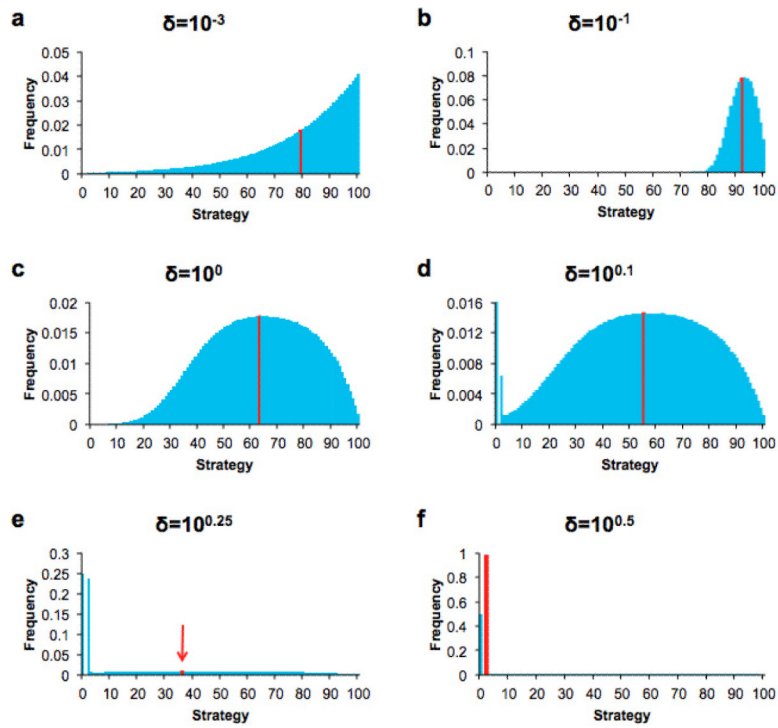 a δ=10⁻³
0.05
0.04
0.03
0.02
0.01
0
Frequency
0 10 20 30 40 50 60 70 80 90 100
Strategy
b δ=10⁻¹
0.1
0.08
0.06
0.04
0.02
0
Frequency
0 10 20 30 40 50 60 70 80 90 100
Strategy
c δ=10⁰
0.02
0.015
0.01
0.005
0
Frequency
0 10 20 30 40 50 60 70 80 90 100
Strategy
d δ=10⁰·¹
0.016
0.012
0.008
0.004
0
Frequency
0 10 20 30 40 50 60 70 80 90 100
Strategy
e δ=10⁰·²⁵
0.3
0.25
0.2
0.15
0.1
0.05
0
Frequency
0 10 20 30 40 50 60 70 80 90 100
Strategy
f δ=10⁰·⁵
1
0.8
0.6
0.4
0.2
0
Frequency
0 10 20 30 40 50 60 70 80 90 100
Strategy